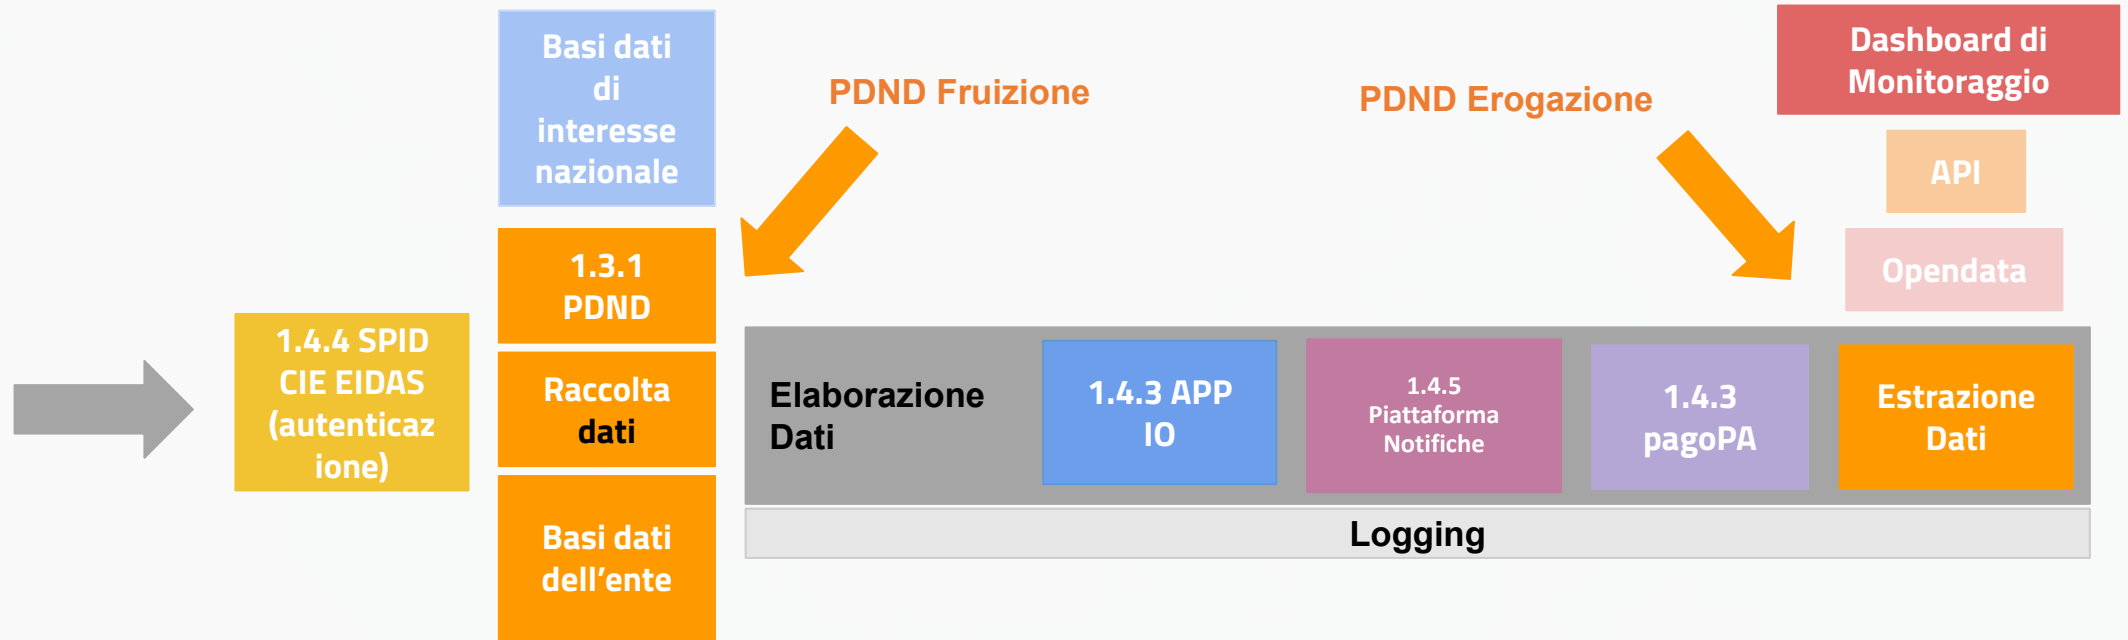 Basi dati
di
interesse
nazionale
PDND Fruizione
PDND Erogazione
Dashboard di
Monitoraggio
API
Opendata
1.3.1
PDND
1.4.4 SPID
CIE EIDAS
(autenticaz
ione)
Raccolta
dati
Basi dati
dell’ente
Elaborazione
Dati
1.4.3 APP
IO
1.4.5
Piattaforma
Notifiche
1.4.3
pagoPA
Estrazione
Dati
Logging